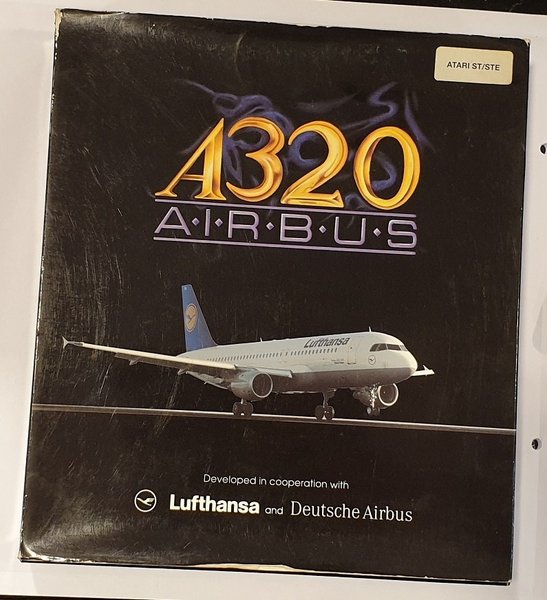 ATARI ST/STE
A320
A·I·R·B·U·S
Lufthansa
Developed in cooperation with
Lufthansa and Deutsche Airbus